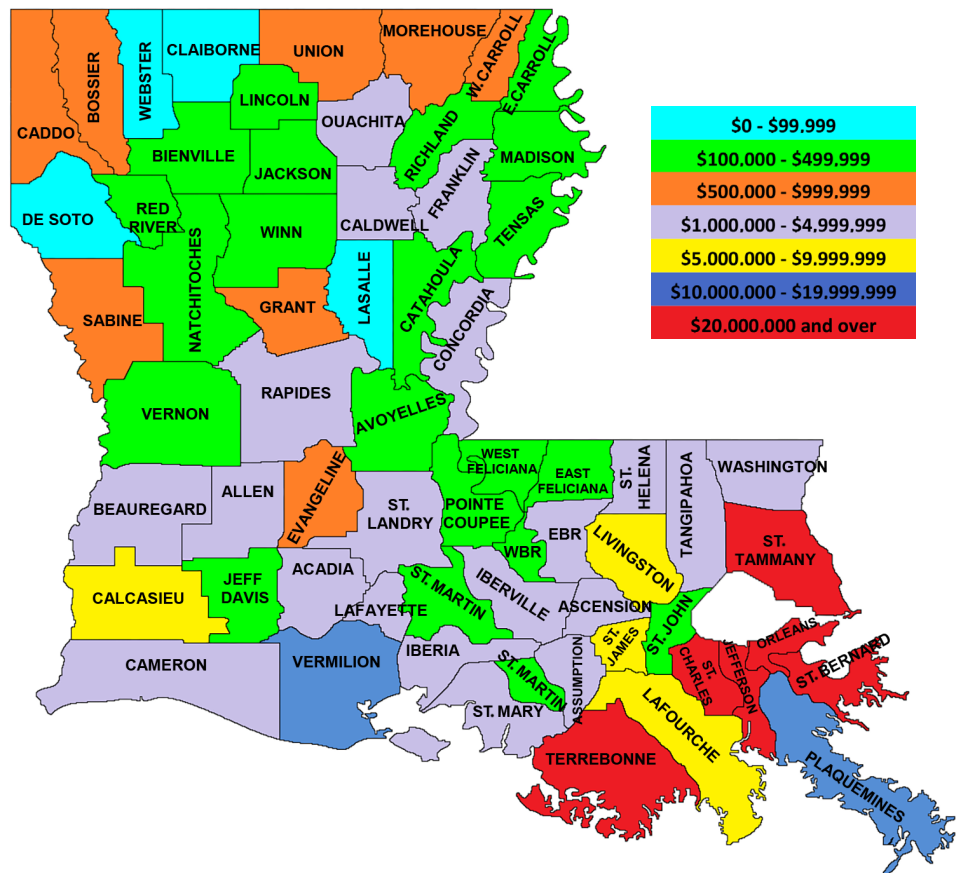 CADDO
BOSSIER
WEBSTER
CLAIBORNE
UNION
MOREHOUSE
W.CARROLL
E.CARROLL
LINCOLN
OUACHITA
RICHLAND
MADISON
BIENVILLE
JACKSON
FRANKLIN
TENSAS
DE SOTO
RED
RIVER
NATCHITOCHES
WINN
CALDWELL
CATAHOULA
LASALLE
CONCORDIA
SABINE
GRANT
RAPIDES
VERNON
AVOYELLES
$0 - $99.999
$100.000 - $499.999
$500.000 - $999.999
$1.000.000 - $4.999.999
$5.000.000 - $9.999.999
$10.000.000 - $19.999.999
$20.000.000 and over
BEAUREGARD
ALLEN
EVANGELINE
ST.
LANDRY
WEST
FELICIANA
EAST
FELICIANA
POINTE
COUPEE
WBR
EBR
ST.
HELENA
TANGIPAHOA
WASHINGTON
ST.
TAMMANY
LIVINGSTON
CALCASIEU
JEFF
DAVIS
ACADIA
LAFAYETTE
ST. MARTIN
IBERVILLE
ASCENSION
ST.
JAMES
ST. JOHN
CAMERON
VERMILION
IBERIA
ST. MARTIN
ST. MARY
ASSUMPTION
ST.
CHARLES
JEFFERSON
ORLEANS
ST. BERNARD
LAFOURCHE
TERREBONNE
PLAQUEMINES